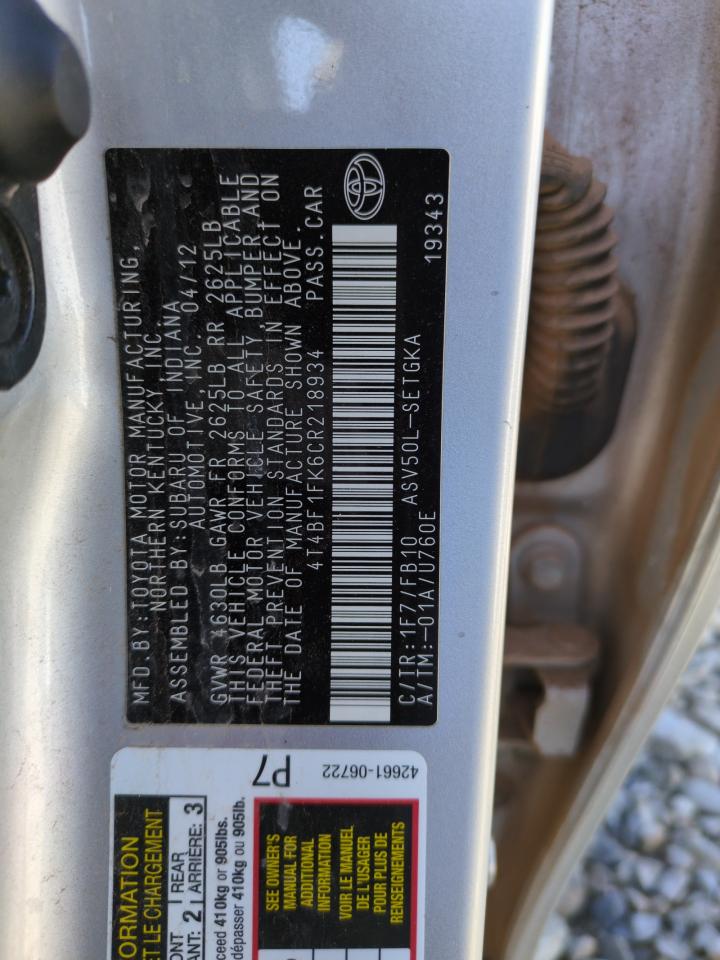 MFD.BY:TOYOTA MOTOR MANUFACTURING,
NORTHERN KENTUCKY, INC.
ASSEMBLED BY:SUBARU OF INDIANA
AUTOMOTIVE, INC. 04/12
GVWR 4630LB GAWR FR 2625LB RR 2625LB
THIS VEHICLE CONFORMS TO ALL APPLICABLE
FEDERAL MOTOR VEHICLE SAFETY, BUMPER AND
THEFT PREVENTION STANDARDS IN EFFECT ON
THE DATE OF MANUFACTURE SHOWN ABOVE.
4T4BF1FK6CR218934 PASS.CAR
C/TR:1F7/FB10 ASV50L-SETGKA
A/TM:-01A/U760E 19343
P7
42661-06722
ORMATION
ET LE CHARGEMENT
ONT
ANT: 2
REAR
ARRIÈRE: 3
ceed 410kg or 905lbs.
dépasser 410kg ou 905lb.
SEE OWNER'S
MANUAL FOR
ADDITIONAL
INFORMATION
VOIR LE MANUEL
DE L'USAGER
POUR PLUS DE
RENSEIGNEMENTS